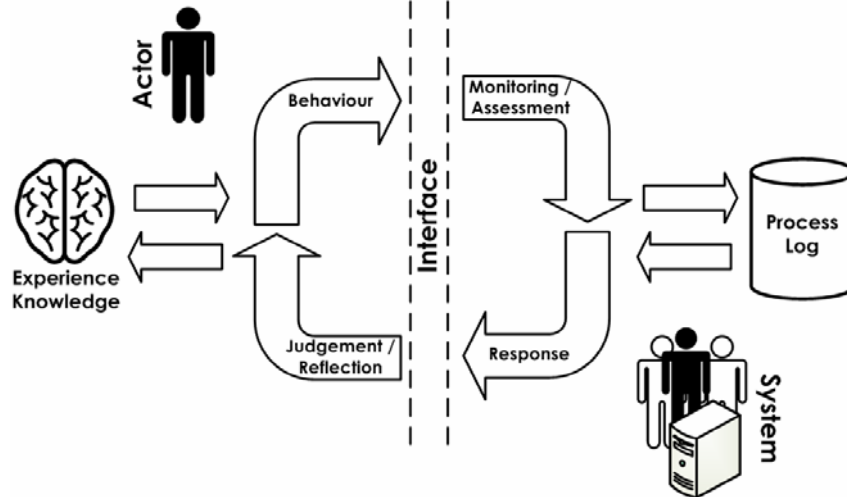 Actor
Behaviour
Monitoring /
Assessment
Interface
Experience
Knowledge
Process
Log
Judgement /
Reflection
Response
System